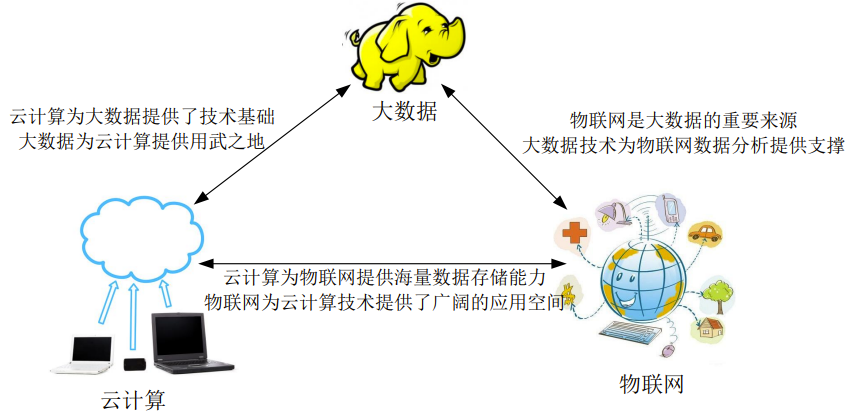 大数据
云计算为大数据提供了技术基础
大数据为云计算提供用武之地
物联网是大数据的重要来源
大数据技术为物联网数据分析提供支撑
云计算为物联网提供海量数据存储能力
物联网为云计算技术提供了广阔的应用空间
云计算
物联网